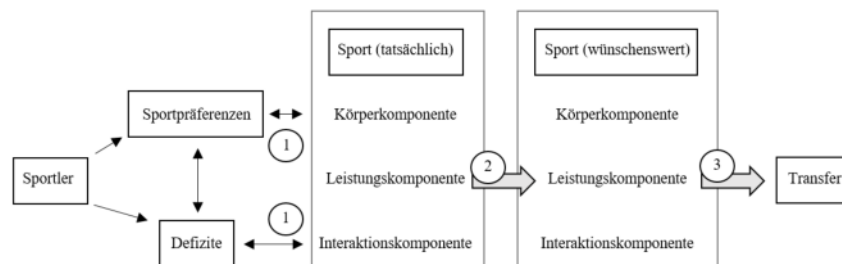 Sport (tatsächlich)
Sport (wünschenswert)
Sportpräferenzen
Körperkomponente
Körperkomponente
1
Sportler
Leistungskomponente
2
Leistungskomponente
3
Transfer
1
Defizite
Interaktionskomponente
Interaktionskomponente